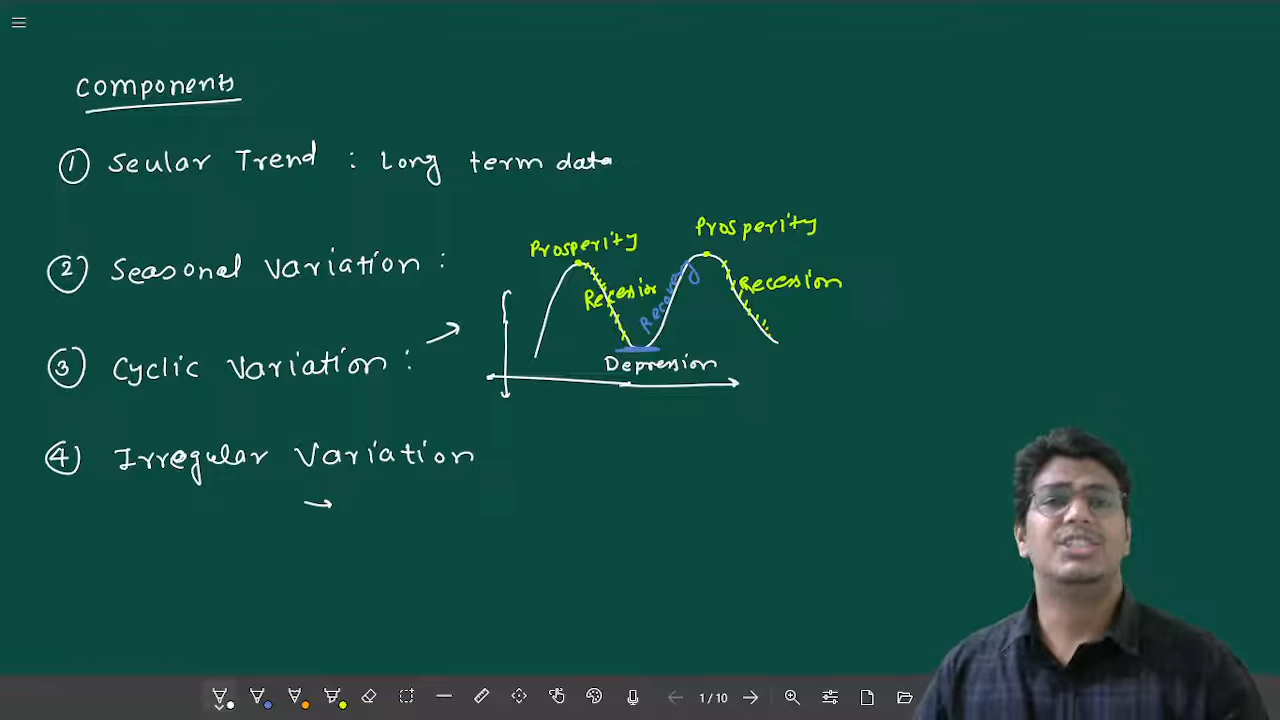 Components
① Seular Trend : Long term data
② Seasonal Variation :
③ Cyclic Variation :
Prosperity
Prosperity
Recession
Recovery
Recession
Depression
④ Irregular Variation
1/10